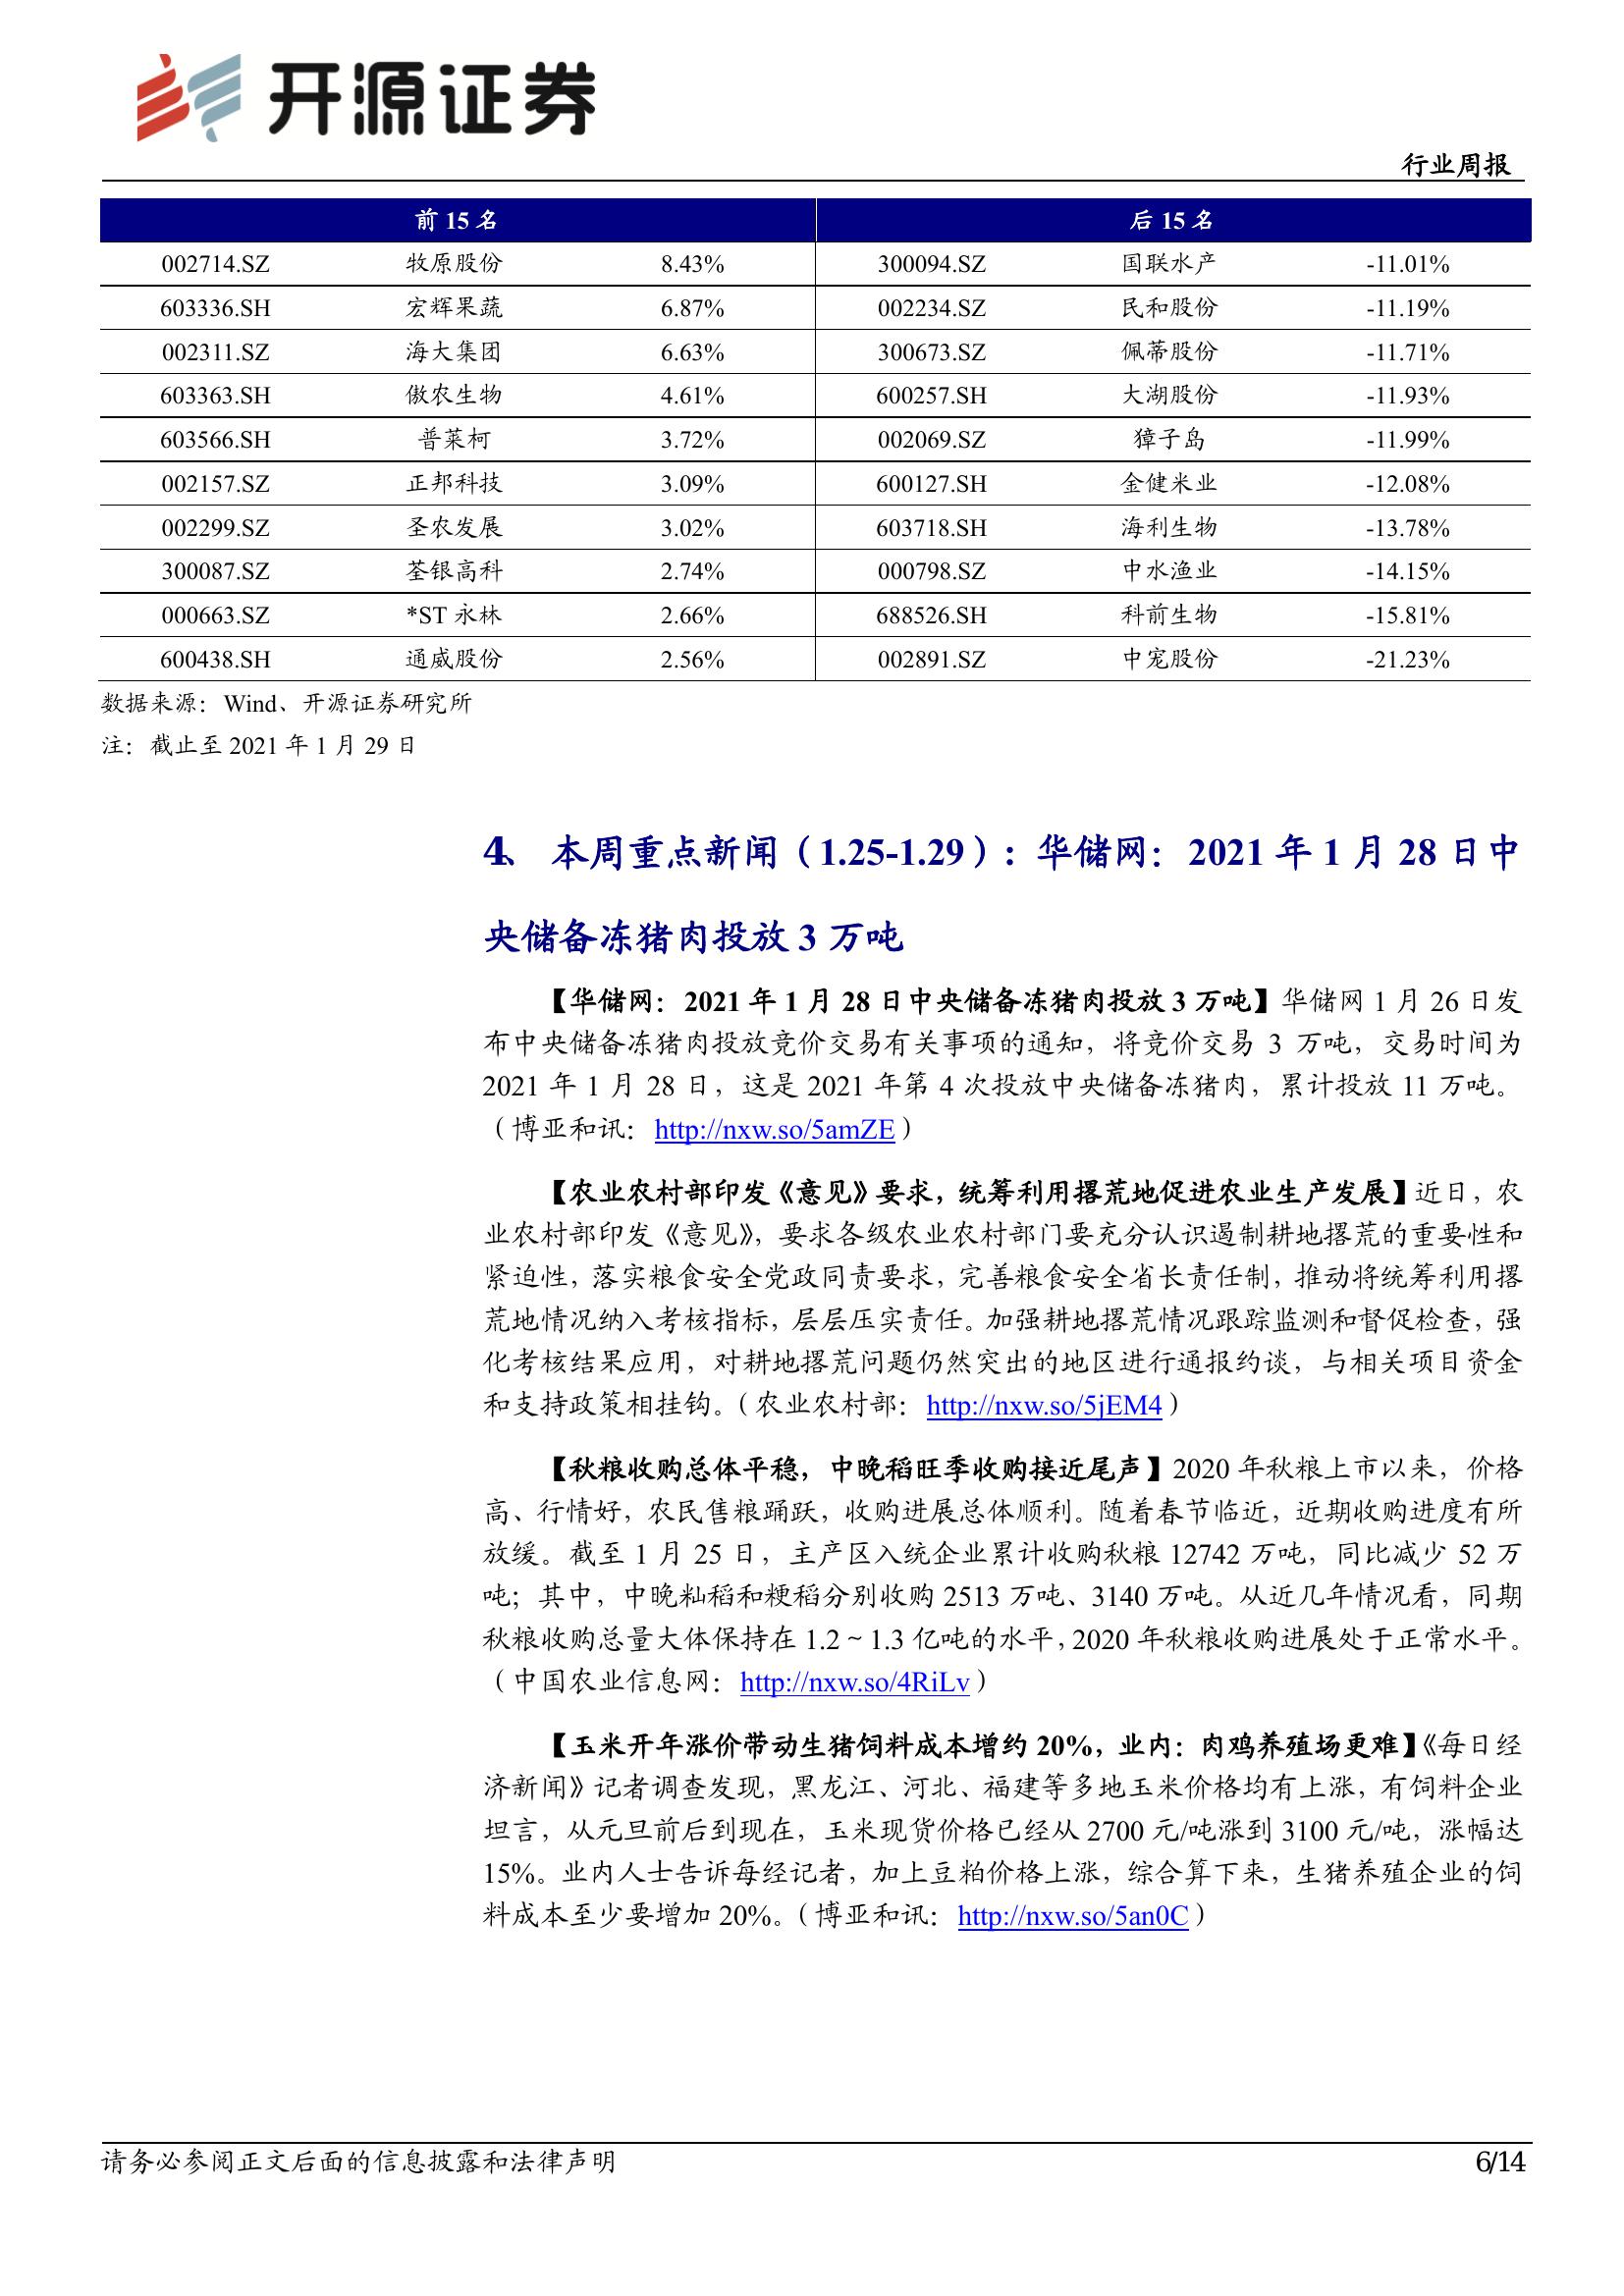 开源证券
行业周报
前 15 名 后 15 名
002714.SZ 牧原股份 8.43% 300094.SZ 国联水产 -11.01%
603336.SH 宏辉果蔬 6.87% 002234.SZ 民和股份 -11.19%
002311.SZ 海大集团 6.63% 300673.SZ 佩蒂股份 -11.71%
603363.SH 傲农生物 4.61% 600257.SH 大湖股份 -11.93%
603566.SH 普莱柯 3.72% 002069.SZ 獐子岛 -11.99%
002157.SZ 正邦科技 3.09% 600127.SH 金健米业 -12.08%
002299.SZ 圣农发展 3.02% 603718.SH 海利生物 -13.78%
300087.SZ 荃银高科 2.74% 000798.SZ 中水渔业 -14.15%
000663.SZ *ST 永林 2.66% 688526.SH 科前生物 -15.81%
600438.SH 通威股份 2.56% 002891.SZ 中宠股份 -21.23%
数据来源：Wind、开源证券研究所
注：截止至 2021 年 1 月 29 日
4、 本周重点新闻（1.25-1.29）：华储网：2021 年 1 月 28 日中
央储备冻猪肉投放 3 万吨
【华储网：2021 年 1 月 28 日中央储备冻猪肉投放 3 万吨】华储网 1 月 26 日发
布中央储备冻猪肉投放竞价交易有关事项的通知，将竞价交易 3 万吨，交易时间为
2021 年 1 月 28 日，这是 2021 年第 4 次投放中央储备冻猪肉，累计投放 11 万吨。
（博亚和讯：http://nxw.so/5amZE）
【农业农村部印发《意见》要求，统筹利用撂荒地促进农业生产发展】近日，农
业农村部印发《意见》，要求各级农业农村部门要充分认识遏制耕地撂荒的重要性和
紧迫性，落实粮食安全党政同责要求，完善粮食安全省长责任制，推动将统筹利用撂
荒地情况纳入考核指标，层层压实责任。加强耕地撂荒情况跟踪监测和督促检查，强
化考核结果应用，对耕地撂荒问题仍然突出的地区进行通报约谈，与相关项目资金
和支持政策相挂钩。（农业农村部：http://nxw.so/5jEM4）
【秋粮收购总体平稳，中晚稻旺季收购接近尾声】2020 年秋粮上市以来，价格
高、行情好，农民售粮踊跃，收购进展总体顺利。随着春节临近，近期收购进度有所
放缓。截至 1 月 25 日，主产区入统企业累计收购秋粮 12742 万吨，同比减少 52 万
吨；其中，中晚籼稻和粳稻分别收购 2513 万吨、3140 万吨。从近几年情况看，同期
秋粮收购总量大体保持在 1.2～1.3 亿吨的水平，2020 年秋粮收购进展处于正常水平。
（中国农业信息网：http://nxw.so/4RiLv）
【玉米开年涨价带动生猪饲料成本增约 20%，业内：肉鸡养殖场更难】《每日经
济新闻》记者调查发现，黑龙江、河北、福建等多地玉米价格均有上涨，有饲料企业
坦言，从元旦前后到现在，玉米现货价格已经从 2700 元/吨涨到 3100 元/吨，涨幅达
15%。业内人士告诉每经记者，加上豆粕价格上涨，综合算下来，生猪养殖企业的饲
料成本至少要增加 20%。（博亚和讯：http://nxw.so/5an0C）
请务必参阅正文后面的信息披露和法律声明 6/14